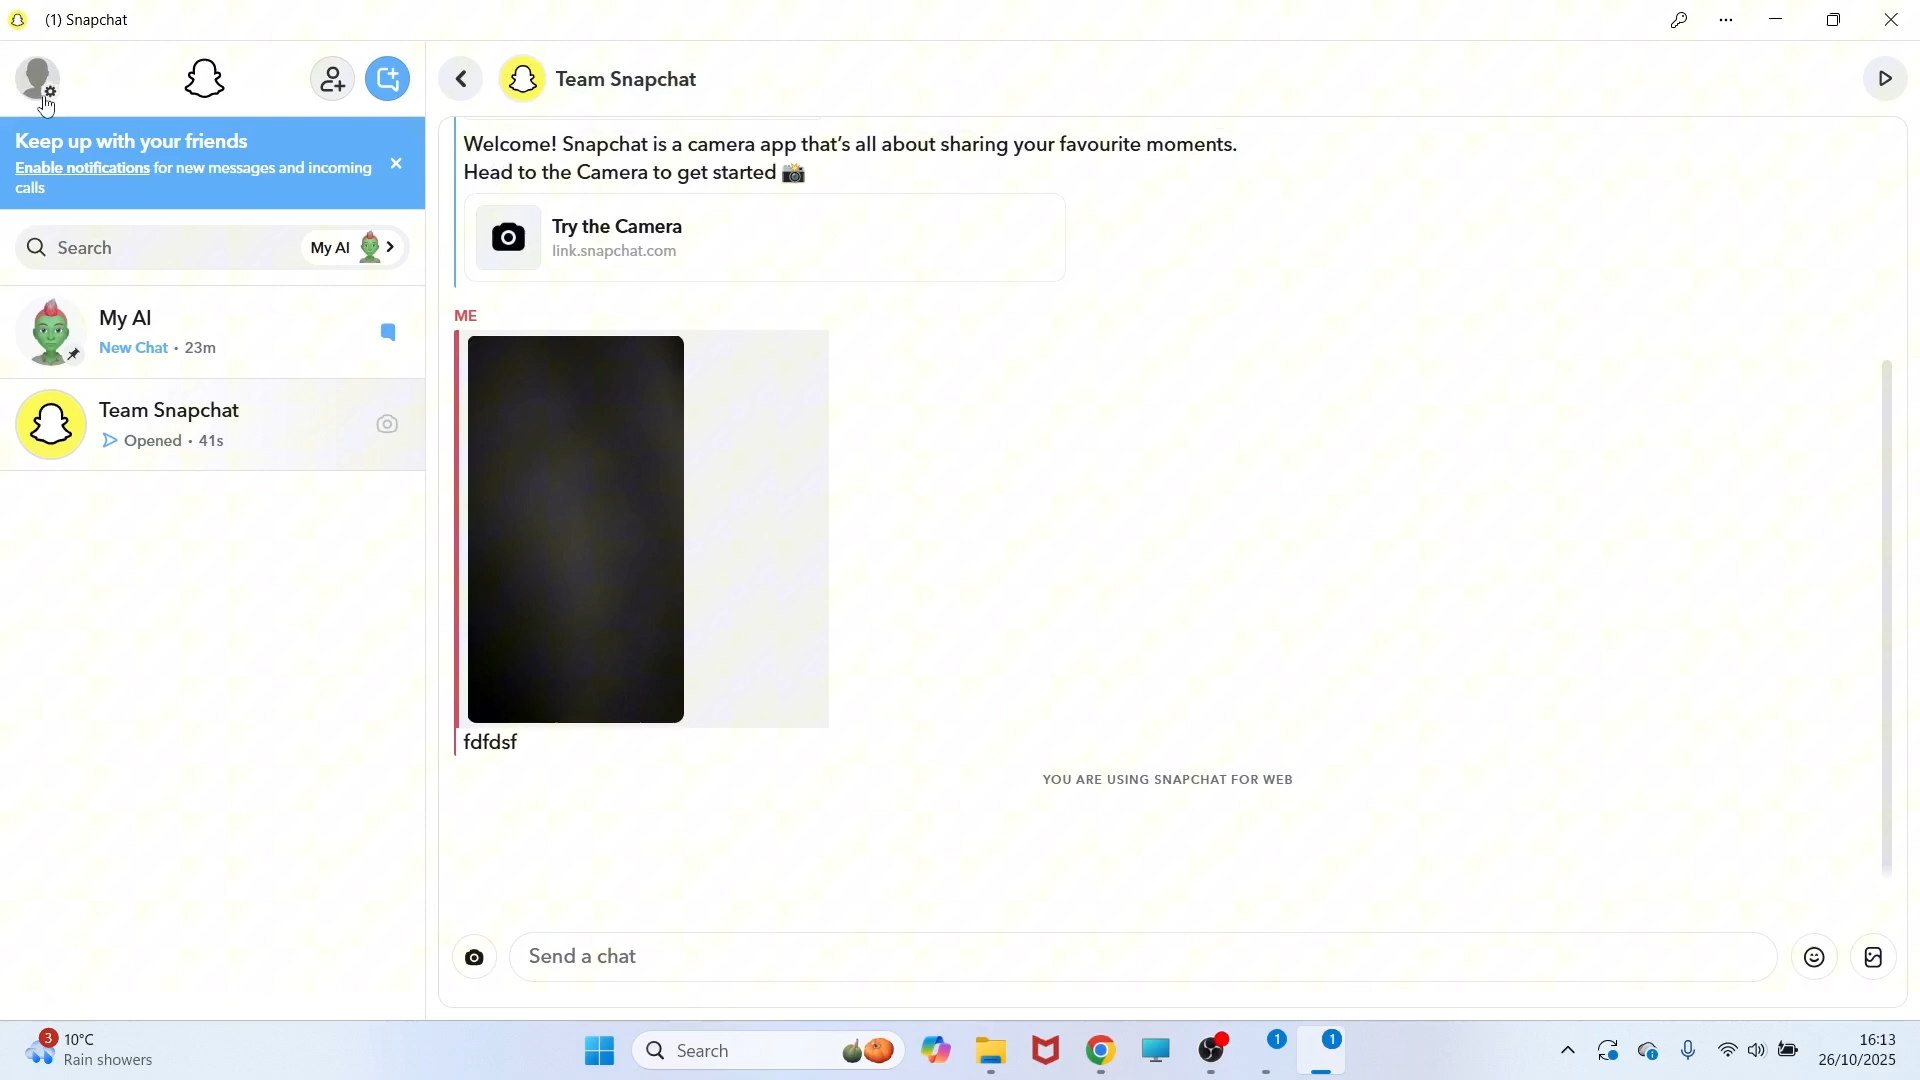 (1) Snapchat
Keep up with your friends
Enable notifications for new messages and incoming
calls
Search
My AI
My AI
New Chat · 23m
Team Snapchat
Opened · 41s
Team Snapchat
Welcome! Snapchat is a camera app that's all about sharing your favourite moments.
Head to the Camera to get started 📸
Try the Camera
link.snapchat.com
ME
fdfdsf
YOU ARE USING SNAPCHAT FOR WEB
Send a chat
3
10°C
Rain showers
Search
1
1
16:13
26/10/2025